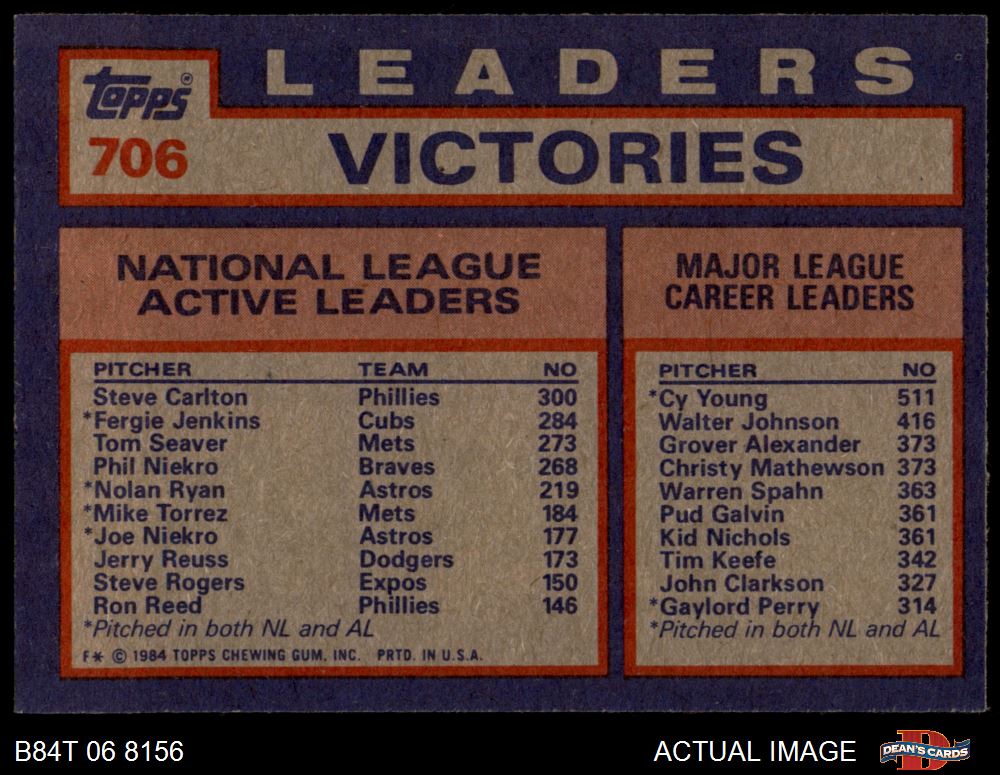 LEADERS
topps®
706
VICTORIES
NATIONAL LEAGUE
ACTIVE LEADERS
PITCHER TEAM NO
Steve Carlton Phillies 300
*Fergie Jenkins Cubs 284
Tom Seaver Mets 273
Phil Niekro Braves 268
*Nolan Ryan Astros 219
*Mike Torrez Mets 184
*Joe Niekro Astros 177
Jerry Reuss Dodgers 173
Steve Rogers Expos 150
Ron Reed Phillies 146
*Pitched in both NL and AL
F* © 1984 TOPPS CHEWING GUM, INC. PRTD. IN U.S.A.
MAJOR LEAGUE
CAREER LEADERS
PITCHER NO
*Cy Young 511
Walter Johnson 416
Grover Alexander 373
Christy Mathewson 373
Warren Spahn 363
Pud Galvin 361
Kid Nichols 361
Tim Keefe 342
John Clarkson 327
*Gaylord Perry 314
*Pitched in both NL and AL
B84T 06 8156
ACTUAL IMAGE
D
DEAN'S CARDS